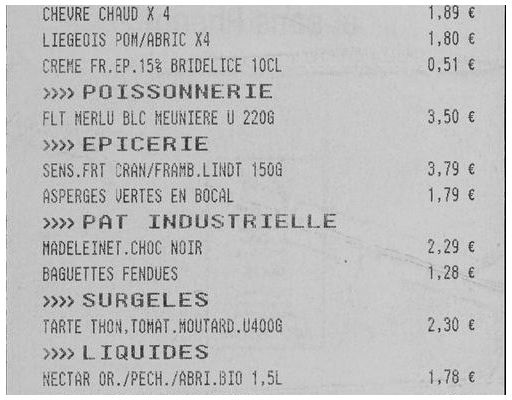 CHEVRE CHAUD X 4 1,89 €
LIEGEOIS POM/ABRIC X4 1,80 €
CREME FR.EP.15% BRIDELICE 10CL 0,51 €
»»» POISSONNERIE
FLT MERLU BLC MEUNIERE U 220G 3,50 €
»»» EPICERIE
SENS.FRT CRAN/FRAMB.LINDT 150G 3,79 €
ASPERGES VERTES EN BOCAL 1,79 €
»»» PAT INDUSTRIELLE
MADELEINET.CHOC NOIR 2,29 €
BAGUETTES FENDUES 1,28 €
»»» SURGELES
TARTE THON,TOMAT.MOUTARD.U400G 2,30 €
»»» LIQUIDES
NECTAR OR./PECH./ABRI.BIO 1,5L 1,78 €